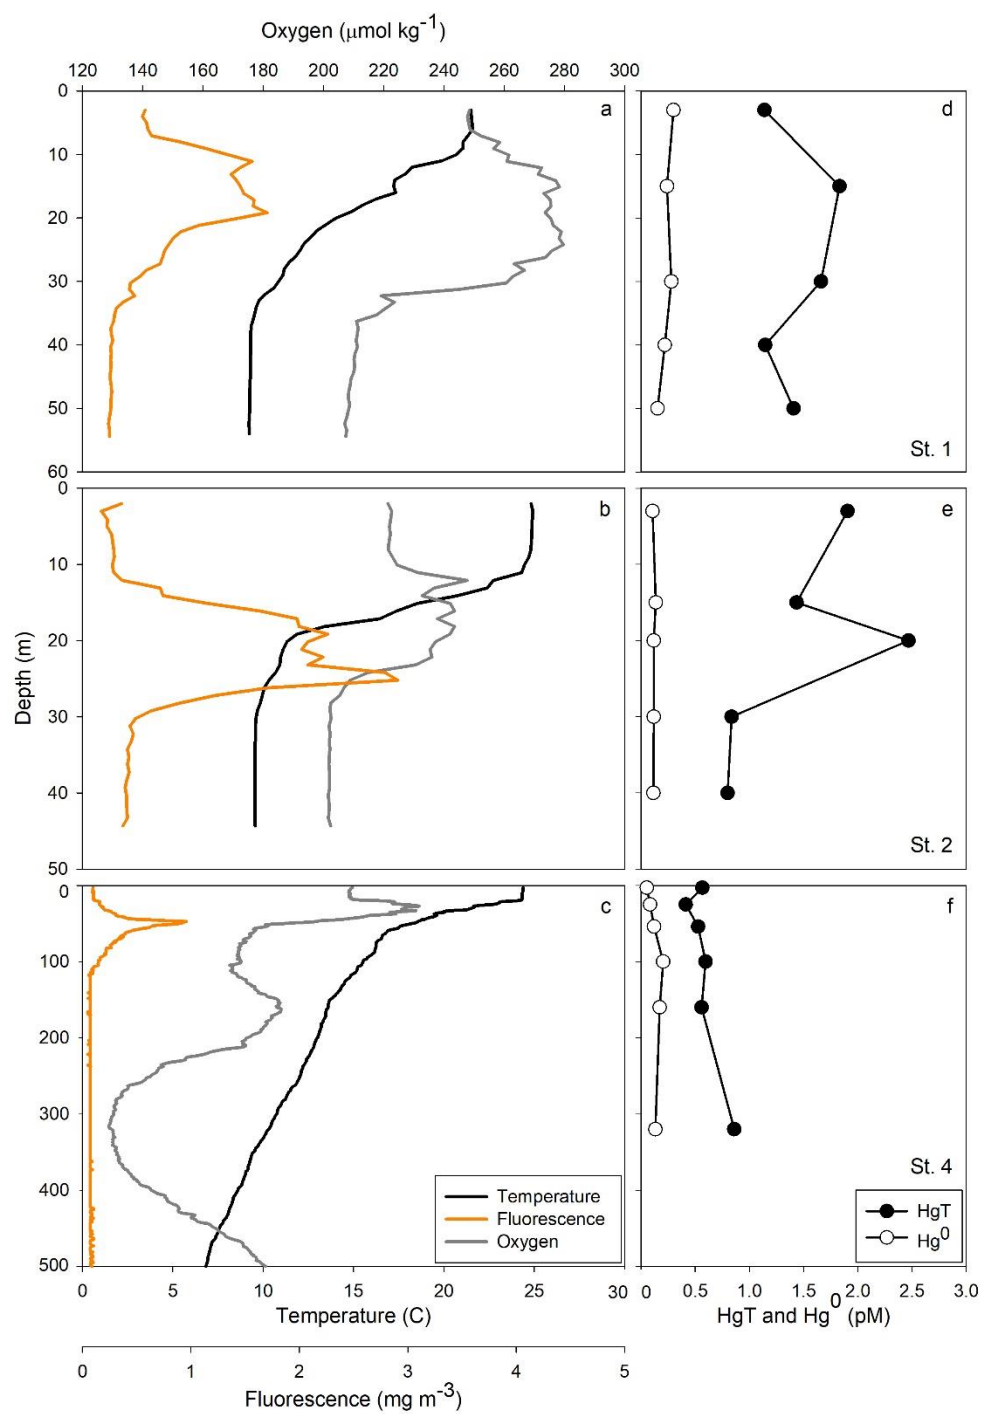 Oxygen (μmol kg⁻¹)
120 140 160 180 200 220 240 260 280 300
0
10
20
30
40
50
60
a
d
St. 1
0
10
20
30
40
50
b
e
St. 2
Depth (m)
0
100
200
300
400
500
c
f
St. 4
Temperature
Fluorescence
Oxygen
HgT
Hg⁰
0 5 10 15 20 25 30
Temperature (C)
0 0.5 1.0 1.5 2.0 2.5 3.0
HgT and Hg⁰ (pM)
0 1 2 3 4 5
Fluorescence (mg m⁻³)